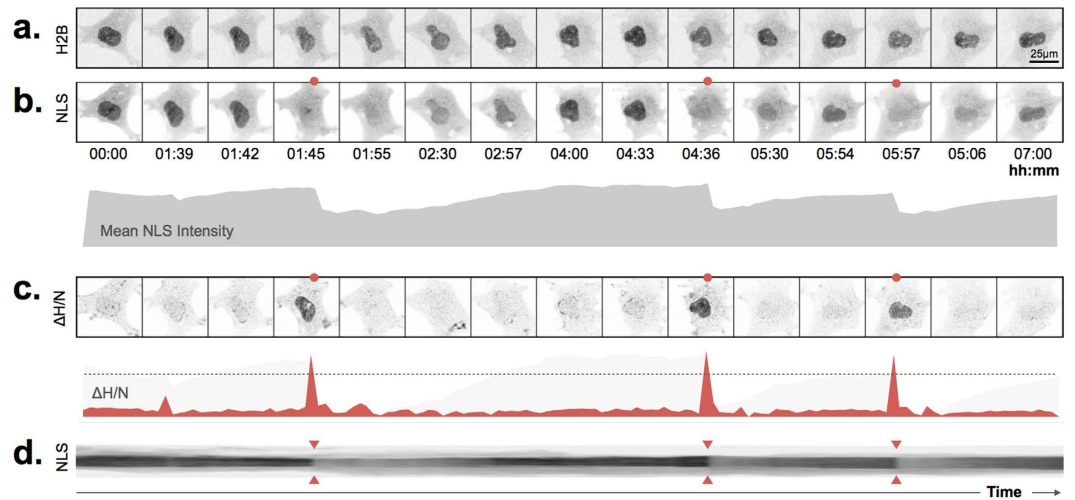 a.
H2B
25µm
b.
NLS
00:00 01:39 01:42 01:45 01:55 02:30 02:57 04:00 04:33 04:36 05:30 05:54 05:57 05:06 07:00
hh:mm
Mean NLS Intensity
c.
ΔH/N
ΔH/N
d.
NLS
Time